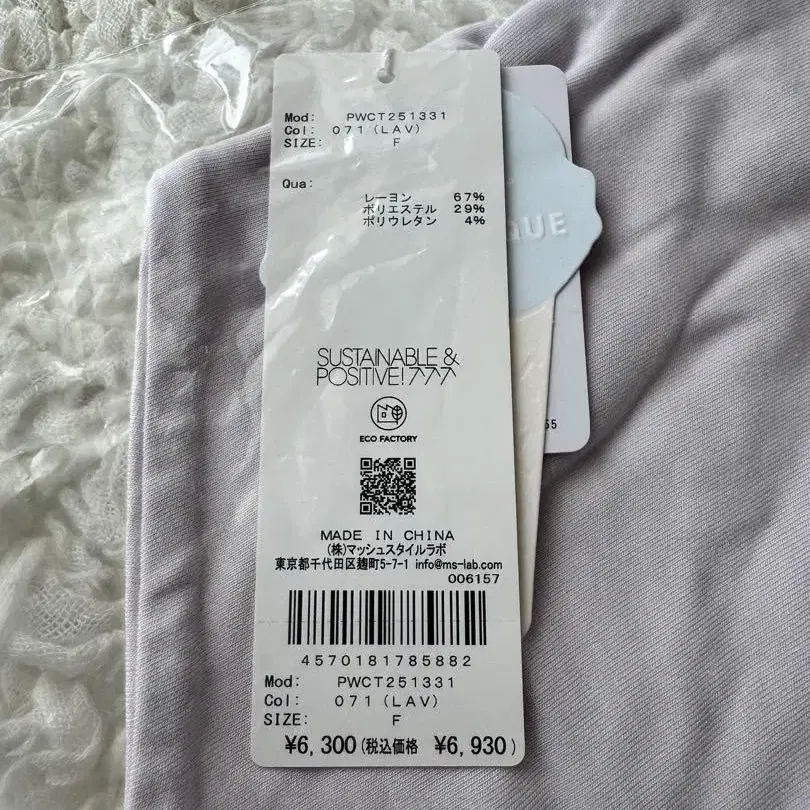 Mod: PWCT251331
Col: 071(LAV)
SIZE: F
Qua:
レーヨン 67%
ポリエステル 29%
ポリウレタン 4%
QUE
SUSTAINABLE &
POSITIVE! 777
ECO FACTORY
65
MADE IN CHINA
(株)マッシュスタイルラボ
東京都千代田区麹町5-7-1 info@ms-lab.com
006157
4570181785882
Mod: PWCT251331
Col: 071(LAV)
SIZE: F
¥6,300(税込価格 ¥6,930)